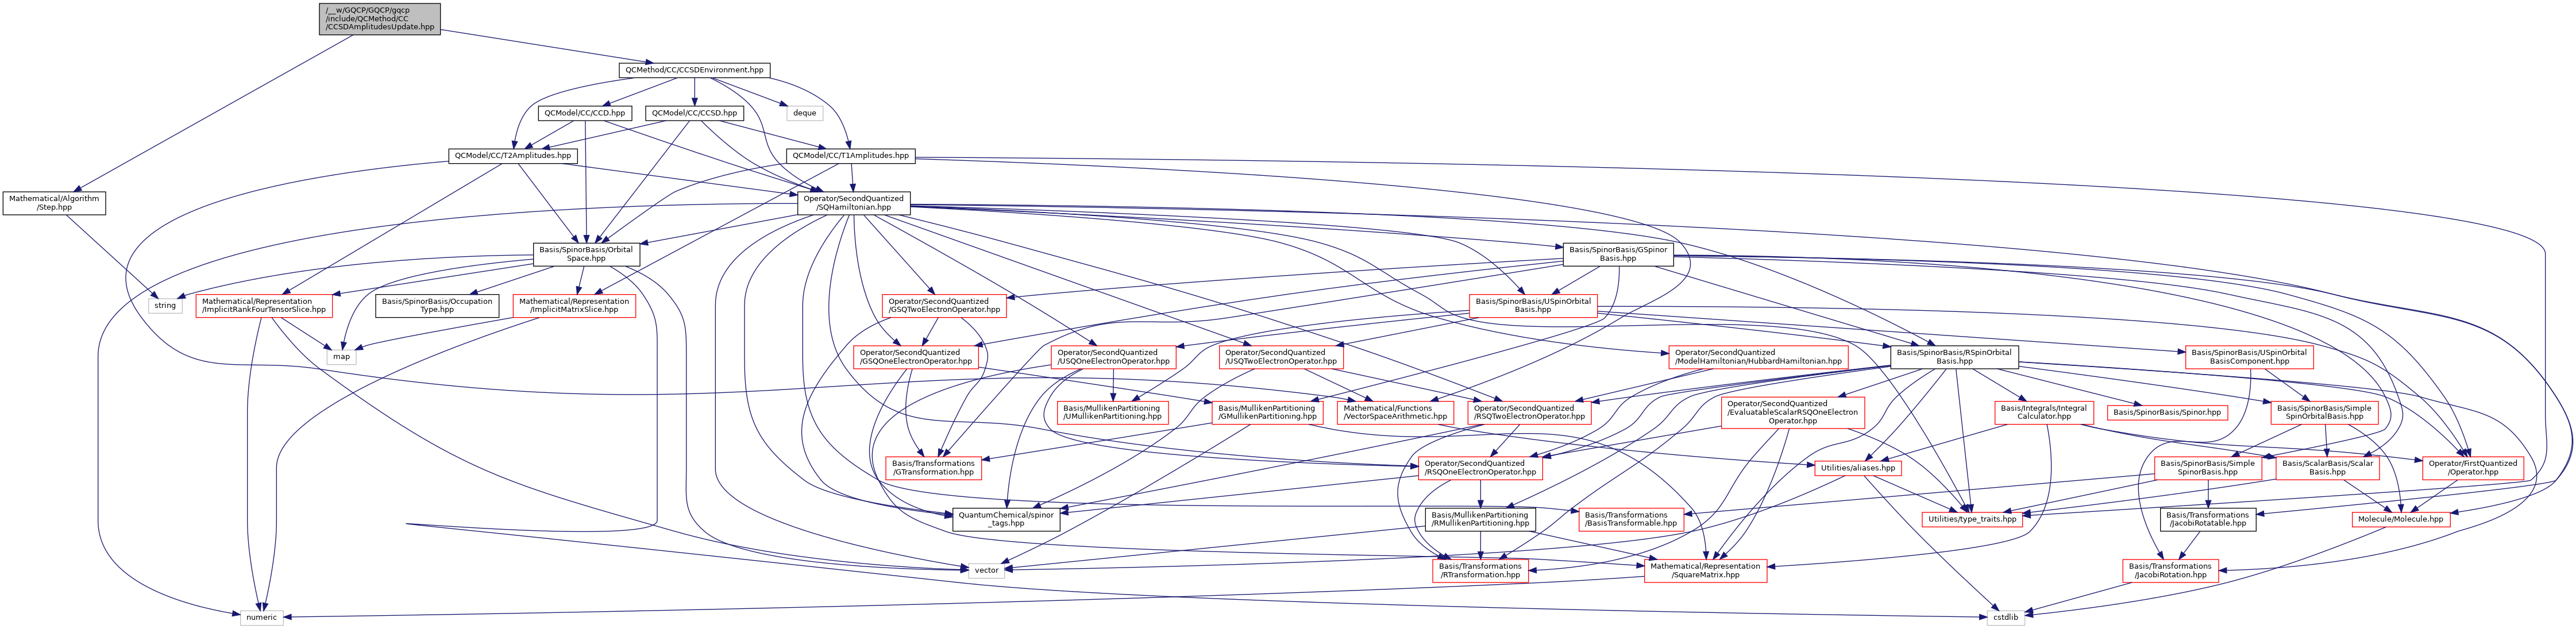 /__w/GQCP/GQCP/gqcp
/include/QCMethod/CC
/CCSDAmplitudesUpdate.hpp
QCMethod/CC/CCSDEnvironment.hpp
QCModel/CC/CCD.hpp
QCModel/CC/CCSD.hpp
deque
QCModel/CC/T2Amplitudes.hpp
QCModel/CC/T1Amplitudes.hpp
Mathematical/Algorithm
/Step.hpp
Operator/SecondQuantized
/SQHamiltonian.hpp
Basis/SpinorBasis/Orbital
Space.hpp
Basis/SpinorBasis/GSpinor
Basis.hpp
string
Mathematical/Representation
/ImplicitRankFourTensorSlice.hpp
Basis/SpinorBasis/Occupation
Type.hpp
Mathematical/Representation
/ImplicitMatrixSlice.hpp
Operator/SecondQuantized
/GSQTwoElectronOperator.hpp
Basis/SpinorBasis/USpinOrbital
Basis.hpp
map
Operator/SecondQuantized
/GSQOneElectronOperator.hpp
Operator/SecondQuantized
/USQOneElectronOperator.hpp
Operator/SecondQuantized
/USQTwoElectronOperator.hpp
Operator/SecondQuantized
/ModelHamiltonian/HubbardHamiltonian.hpp
Basis/SpinorBasis/RSpinOrbital
Basis.hpp
Basis/SpinorBasis/USpinOrbital
BasisComponent.hpp
Basis/MullikenPartitioning
/UMullikenPartitioning.hpp
Basis/MullikenPartitioning
/GMullikenPartitioning.hpp
Mathematical/Functions
/VectorSpaceArithmetic.hpp
Operator/SecondQuantized
/RSQTwoElectronOperator.hpp
Operator/SecondQuantized
/EvaluatableScalarRSQOneElectron
Operator.hpp
Basis/Integrals/Integral
Calculator.hpp
Basis/SpinorBasis/Spinor.hpp
Basis/SpinorBasis/Simple
SpinOrbitalBasis.hpp
Basis/Transformations
/GTransformation.hpp
Operator/SecondQuantized
/RSQOneElectronOperator.hpp
Utilities/aliases.hpp
Basis/SpinorBasis/Simple
SpinorBasis.hpp
Basis/ScalarBasis/Scalar
Basis.hpp
Operator/FirstQuantized
/Operator.hpp
QuantumChemical/spinor
_tags.hpp
Basis/MullikenPartitioning
/RMullikenPartitioning.hpp
Basis/Transformations
/BasisTransformable.hpp
Utilities/type_traits.hpp
Basis/Transformations
/JacobiRotatable.hpp
Molecule/Molecule.hpp
vector
Basis/Transformations
/RTransformation.hpp
Mathematical/Representation
/SquareMatrix.hpp
Basis/Transformations
/JacobiRotation.hpp
numeric
cstdlib